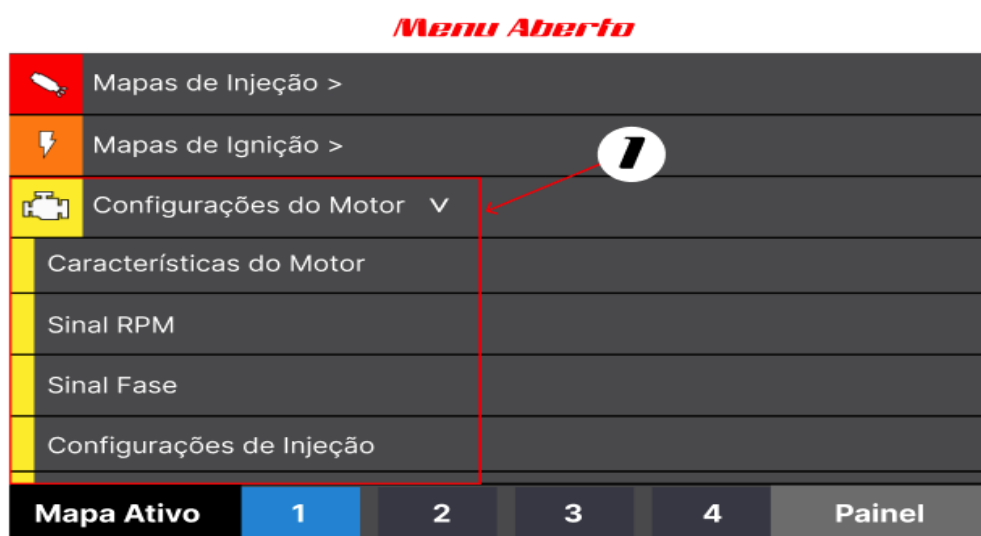 Menu Aberto
Mapas de Injeção >
Mapas de Ignição >
1
Configurações do Motor v
Características do Motor
Sinal RPM
Sinal Fase
Configurações de Injeção
Mapa Ativo 1 2 3 4 Painel